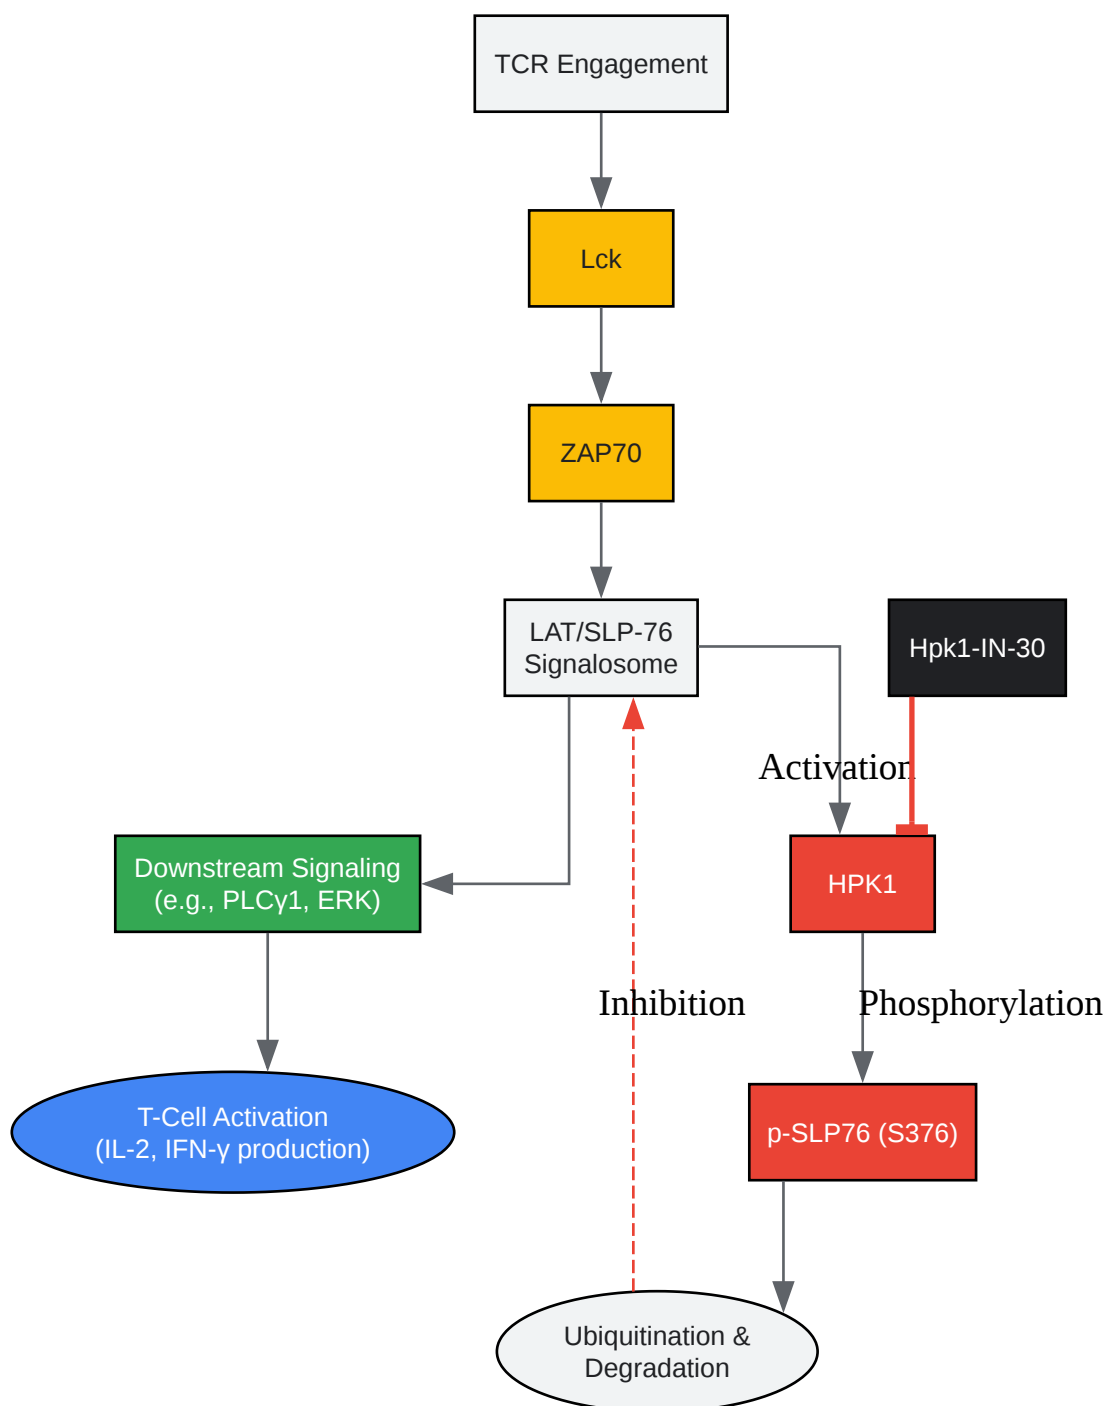 TCR Engagement
Lck
ZAP70
LAT/SLP-76
Signalosome
Hpk1-IN-30
Activation
Downstream Signaling
(e.g., PLCγ1, ERK)
HPK1
Inhibition
Phosphorylation
T-Cell Activation
(IL-2, IFN-γ production)
p-SLP76 (S376)
Ubiquitination &
Degradation